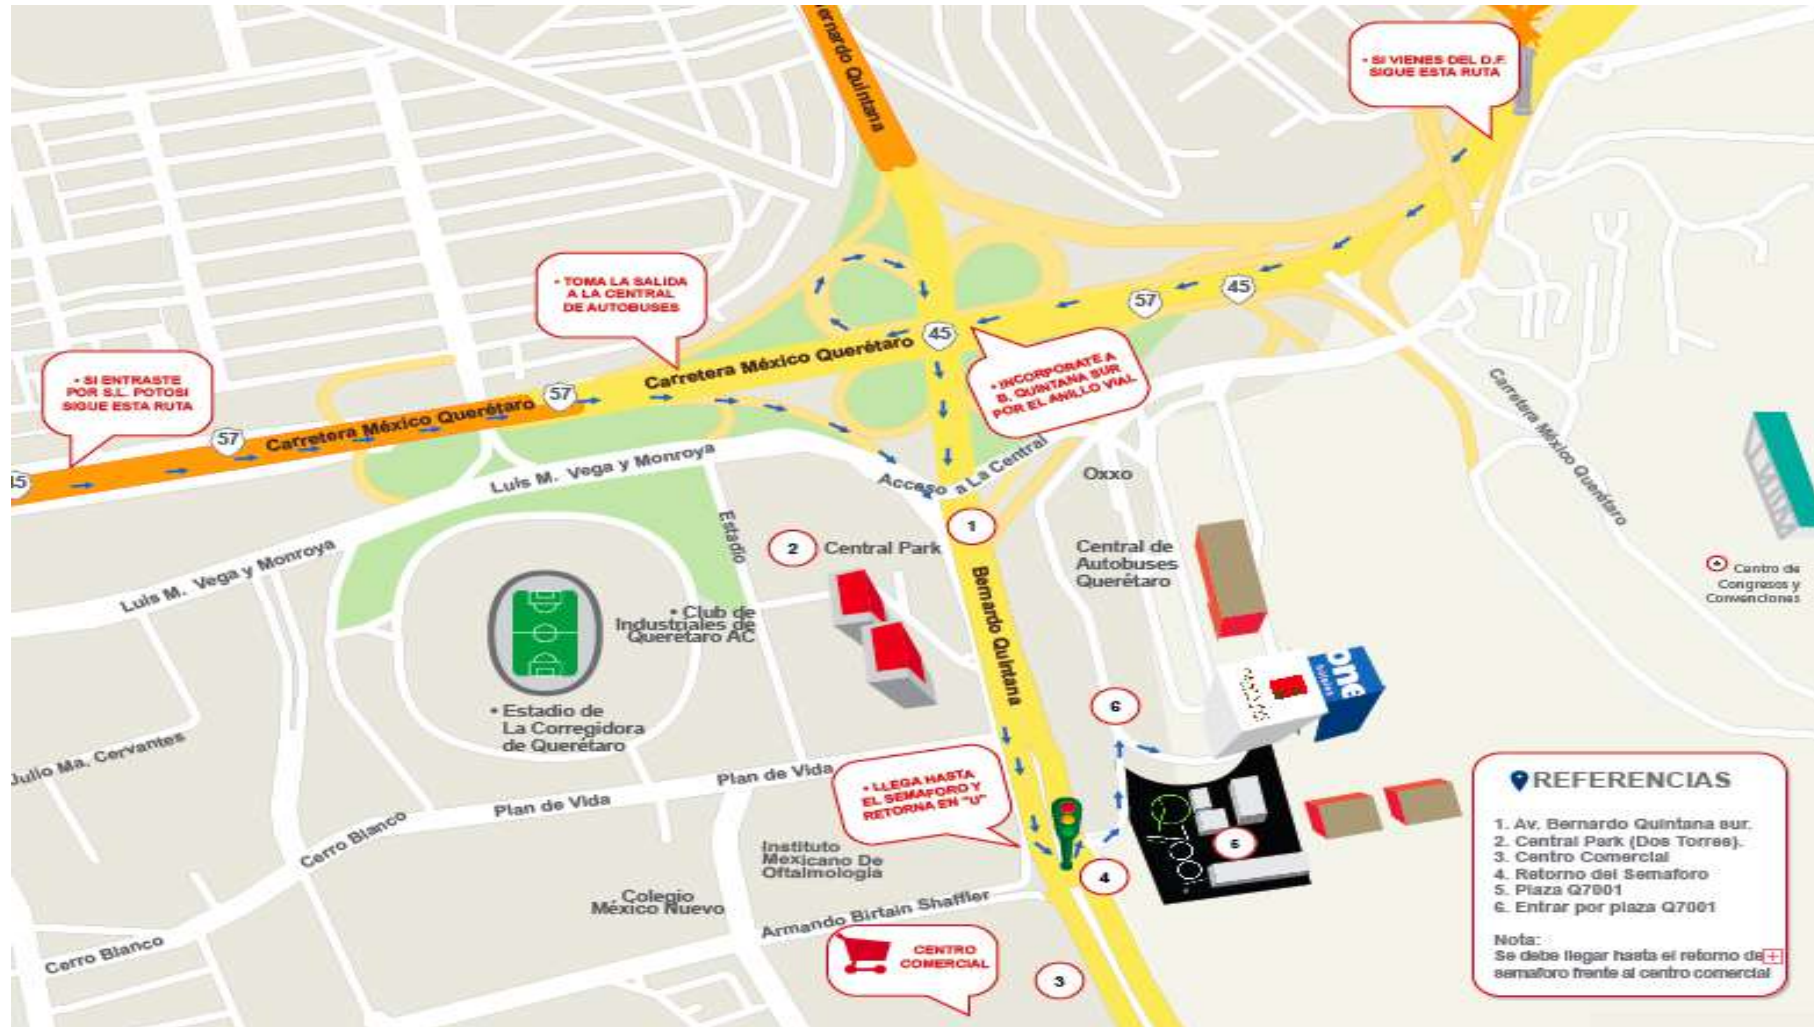 Bernardo Quintana
• SI VIENES DEL D.F.
SIGUE ESTA RUTA
• TOMA LA SALIDA
A LA CENTRAL
DE AUTOBUSES
57
45
45
• INCORPORATE A
B. QUINTANA SUR
POR EL ANILLO VIAL
• SI ENTRASTE
POR S.L. POTOSI
SIGUE ESTA RUTA
Carretera México Querétaro
57
Carretera México Querétaro
57
45
Luis M. Vega y Monroya
Acceso a La Central
Oxxo
Carretera México Querétaro
Estadio
1
2
Central Park
Central de
Autobuses
Querétaro
Centro de
Congresos y
Convenciones
Luis M. Vega y Monroya
• Club de
Industriales de
Querétaro AC
Bernardo Quintana
one
hoteles
6
• Estadio de
La Corregidora
de Querétaro
Julio Ma. Cervantes
Plan de Vida
Plan de Vida
• LLEGA HASTA
EL SEMAFORO Y
RETORNA EN "U"
Cerro Blanco
Instituto
Mexicano De
Oftalmología
5
4
Colegio
México Nuevo
Armando Birtain Shaffler
Cerro Blanco
CENTRO
COMERCIAL
3
REFERENCIAS
1. Av. Bernardo Quintana sur.
2. Central Park (Dos Torres).
3. Centro Comercial
4. Retorno del Semaforo
5. Plaza Q7001
6. Entrar por plaza Q7001
Nota:
Se debe llegar hasta el retorno de
semaforo frente al centro comercial